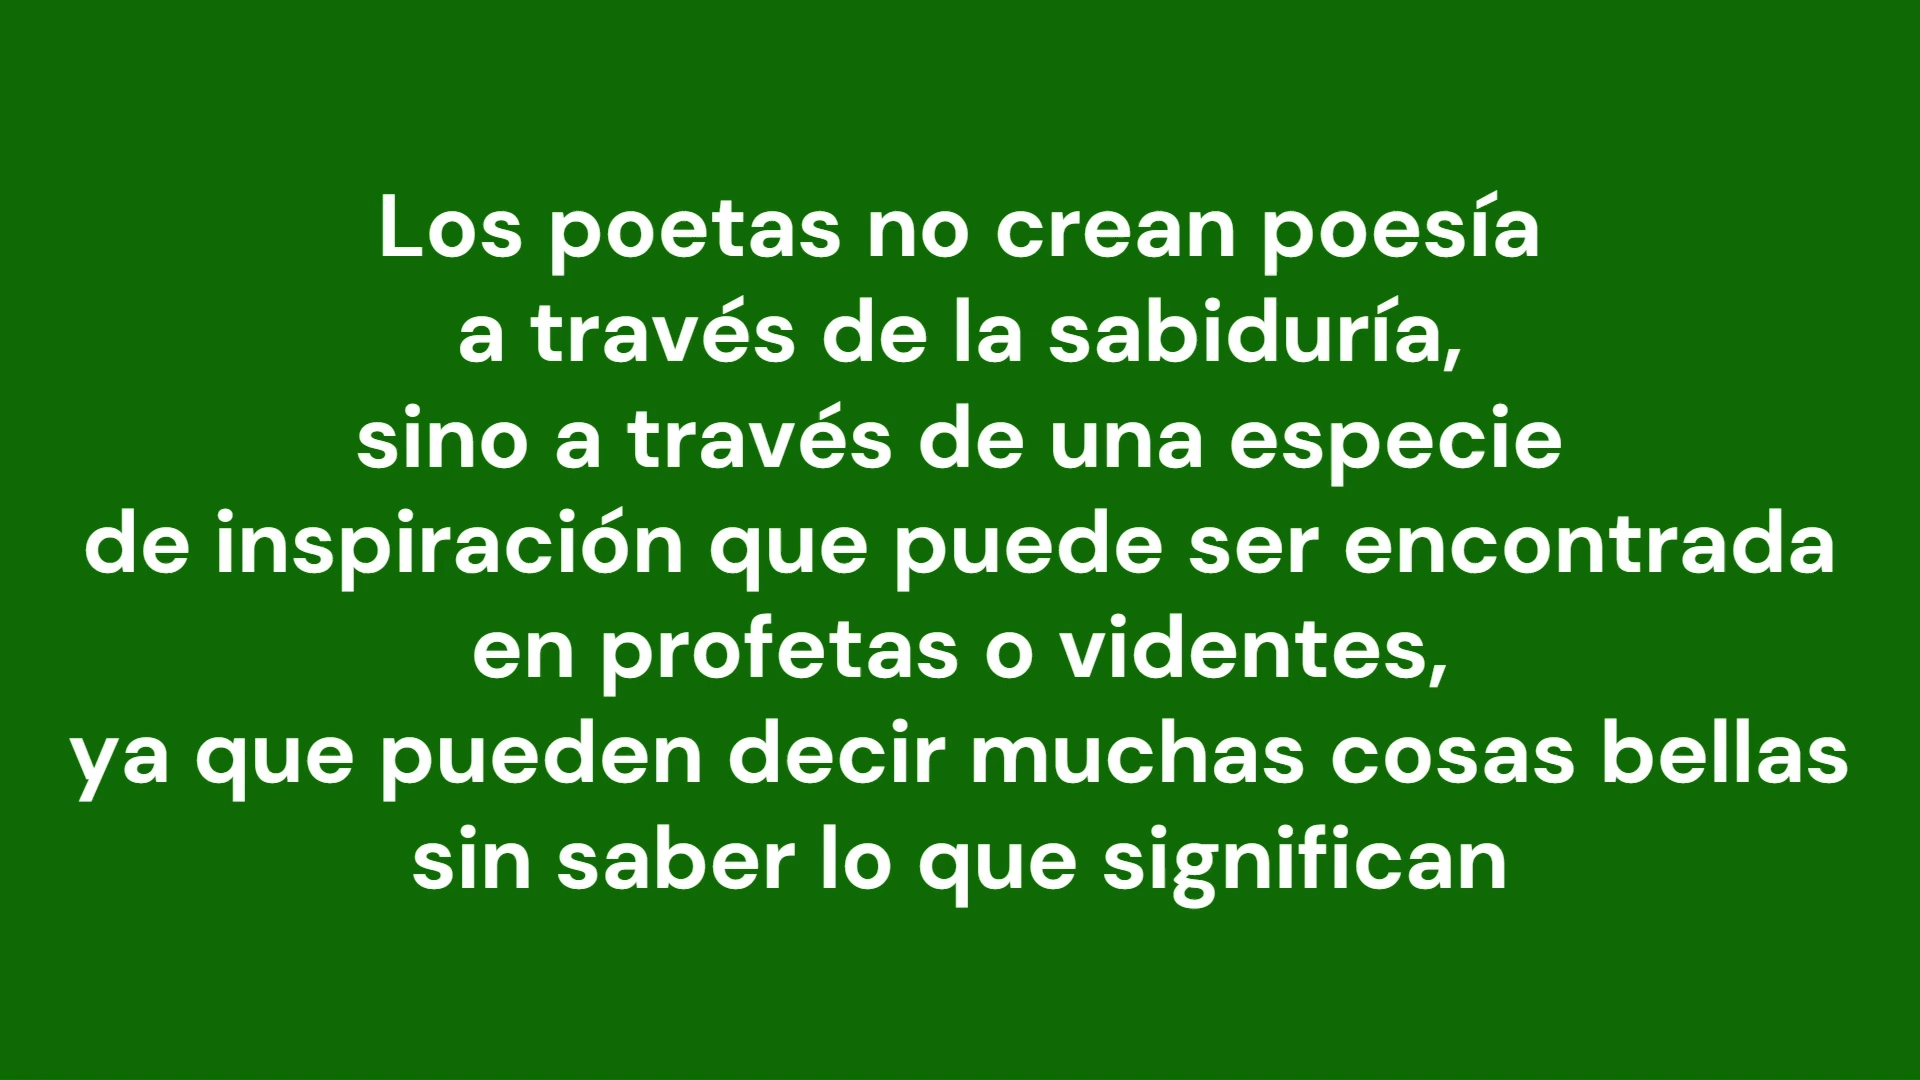 Los poetas no crean poesía
a través de la sabiduría,
sino a través de una especie
de inspiración que puede ser encontrada
en profetas o videntes,
ya que pueden decir muchas cosas bellas
sin saber lo que significan